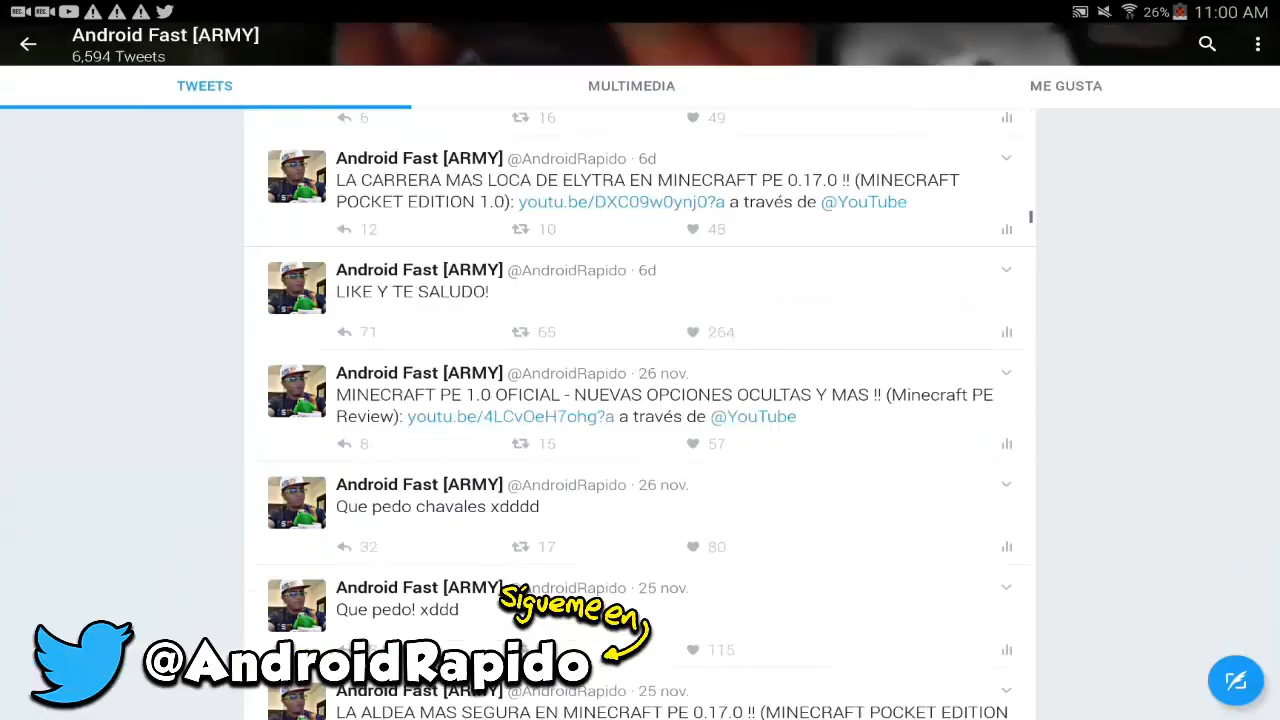 REC REC 26% 11:00 AM
Android Fast [ARMY]
6,594 Tweets
TWEETS MULTIMEDIA ME GUSTA
6 16 49
Android Fast [ARMY] @AndroidRapido · 6d
LA CARRERA MAS LOCA DE ELYTRA EN MINECRAFT PE 0.17.0 !! (MINECRAFT
POCKET EDITION 1.0): youtu.be/DXC09w0ynj0?a a través de @YouTube
12 10 48
Android Fast [ARMY] @AndroidRapido · 6d
LIKE Y TE SALUDO!
71 65 264
Android Fast [ARMY] @AndroidRapido · 26 nov.
MINECRAFT PE 1.0 OFICIAL - NUEVAS OPCIONES OCULTAS Y MAS !! (Minecraft PE
Review): youtu.be/4LCvOeH7ohg?a a través de @YouTube
8 15 57
Android Fast [ARMY] @AndroidRapido · 26 nov.
Que pedo chavales xdddd
32 17 80
Android Fast [ARMY] @AndroidRapido · 25 nov.
Que pedo! xddd
Sígueme en
115
@AndroidRapido
Android Fast [ARMY] @AndroidRapido · 25 nov.
LA ALDEA MAS SEGURA EN MINECRAFT PE 0.17.0 !! (MINECRAFT POCKET EDITION